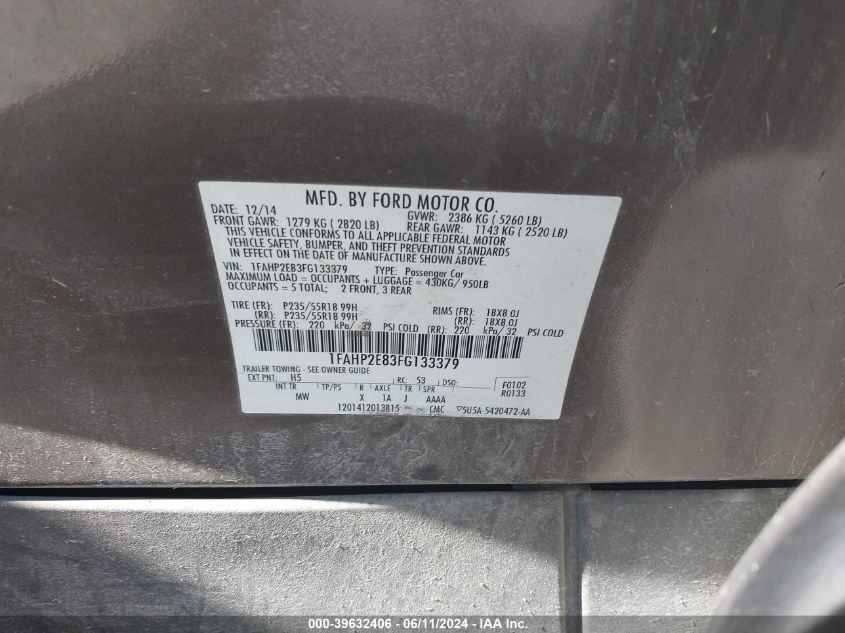 MFD. BY FORD MOTOR CO.
DATE: 12/14 GVWR: 2386 KG ( 5260 LB)
FRONT GAWR: 1279 KG ( 2820 LB) REAR GAWR: 1143 KG ( 2520 LB)
THIS VEHICLE CONFORMS TO ALL APPLICABLE FEDERAL MOTOR
VEHICLE SAFETY, BUMPER, AND THEFT PREVENTION STANDARDS
IN EFFECT ON THE DATE OF MANUFACTURE SHOWN ABOVE.
VIN: 1FAHP2E83FG133379 TYPE: Passenger Car
MAXIMUM LOAD = OCCUPANTS + LUGGAGE = 430KG/ 950LB
OCCUPANTS = 5 TOTAL; 2 FRONT, 3 REAR
TIRE (FR): P235/55R18 99H RIMS (FR): 18X8.0J
(RR): P235/55R18 99H (RR): 18X8.0J
PRESSURE (FR): 220 kPa/ 32 PSI COLD (RR): 220 kPa/ 32 PSI COLD
1FAHP2E83FG133379
TRAILER TOWING - SEE OWNER GUIDE
EXT PNT: H5 RC: 53 DSO: F0102
INT TR TP/PS R AXLE TR SPR R0133
MW X 1A J AAAA
1201412013815 CMC ▽5U5A-5420472-AA
000-39632406 - 06/11/2024 - IAAI Inc.